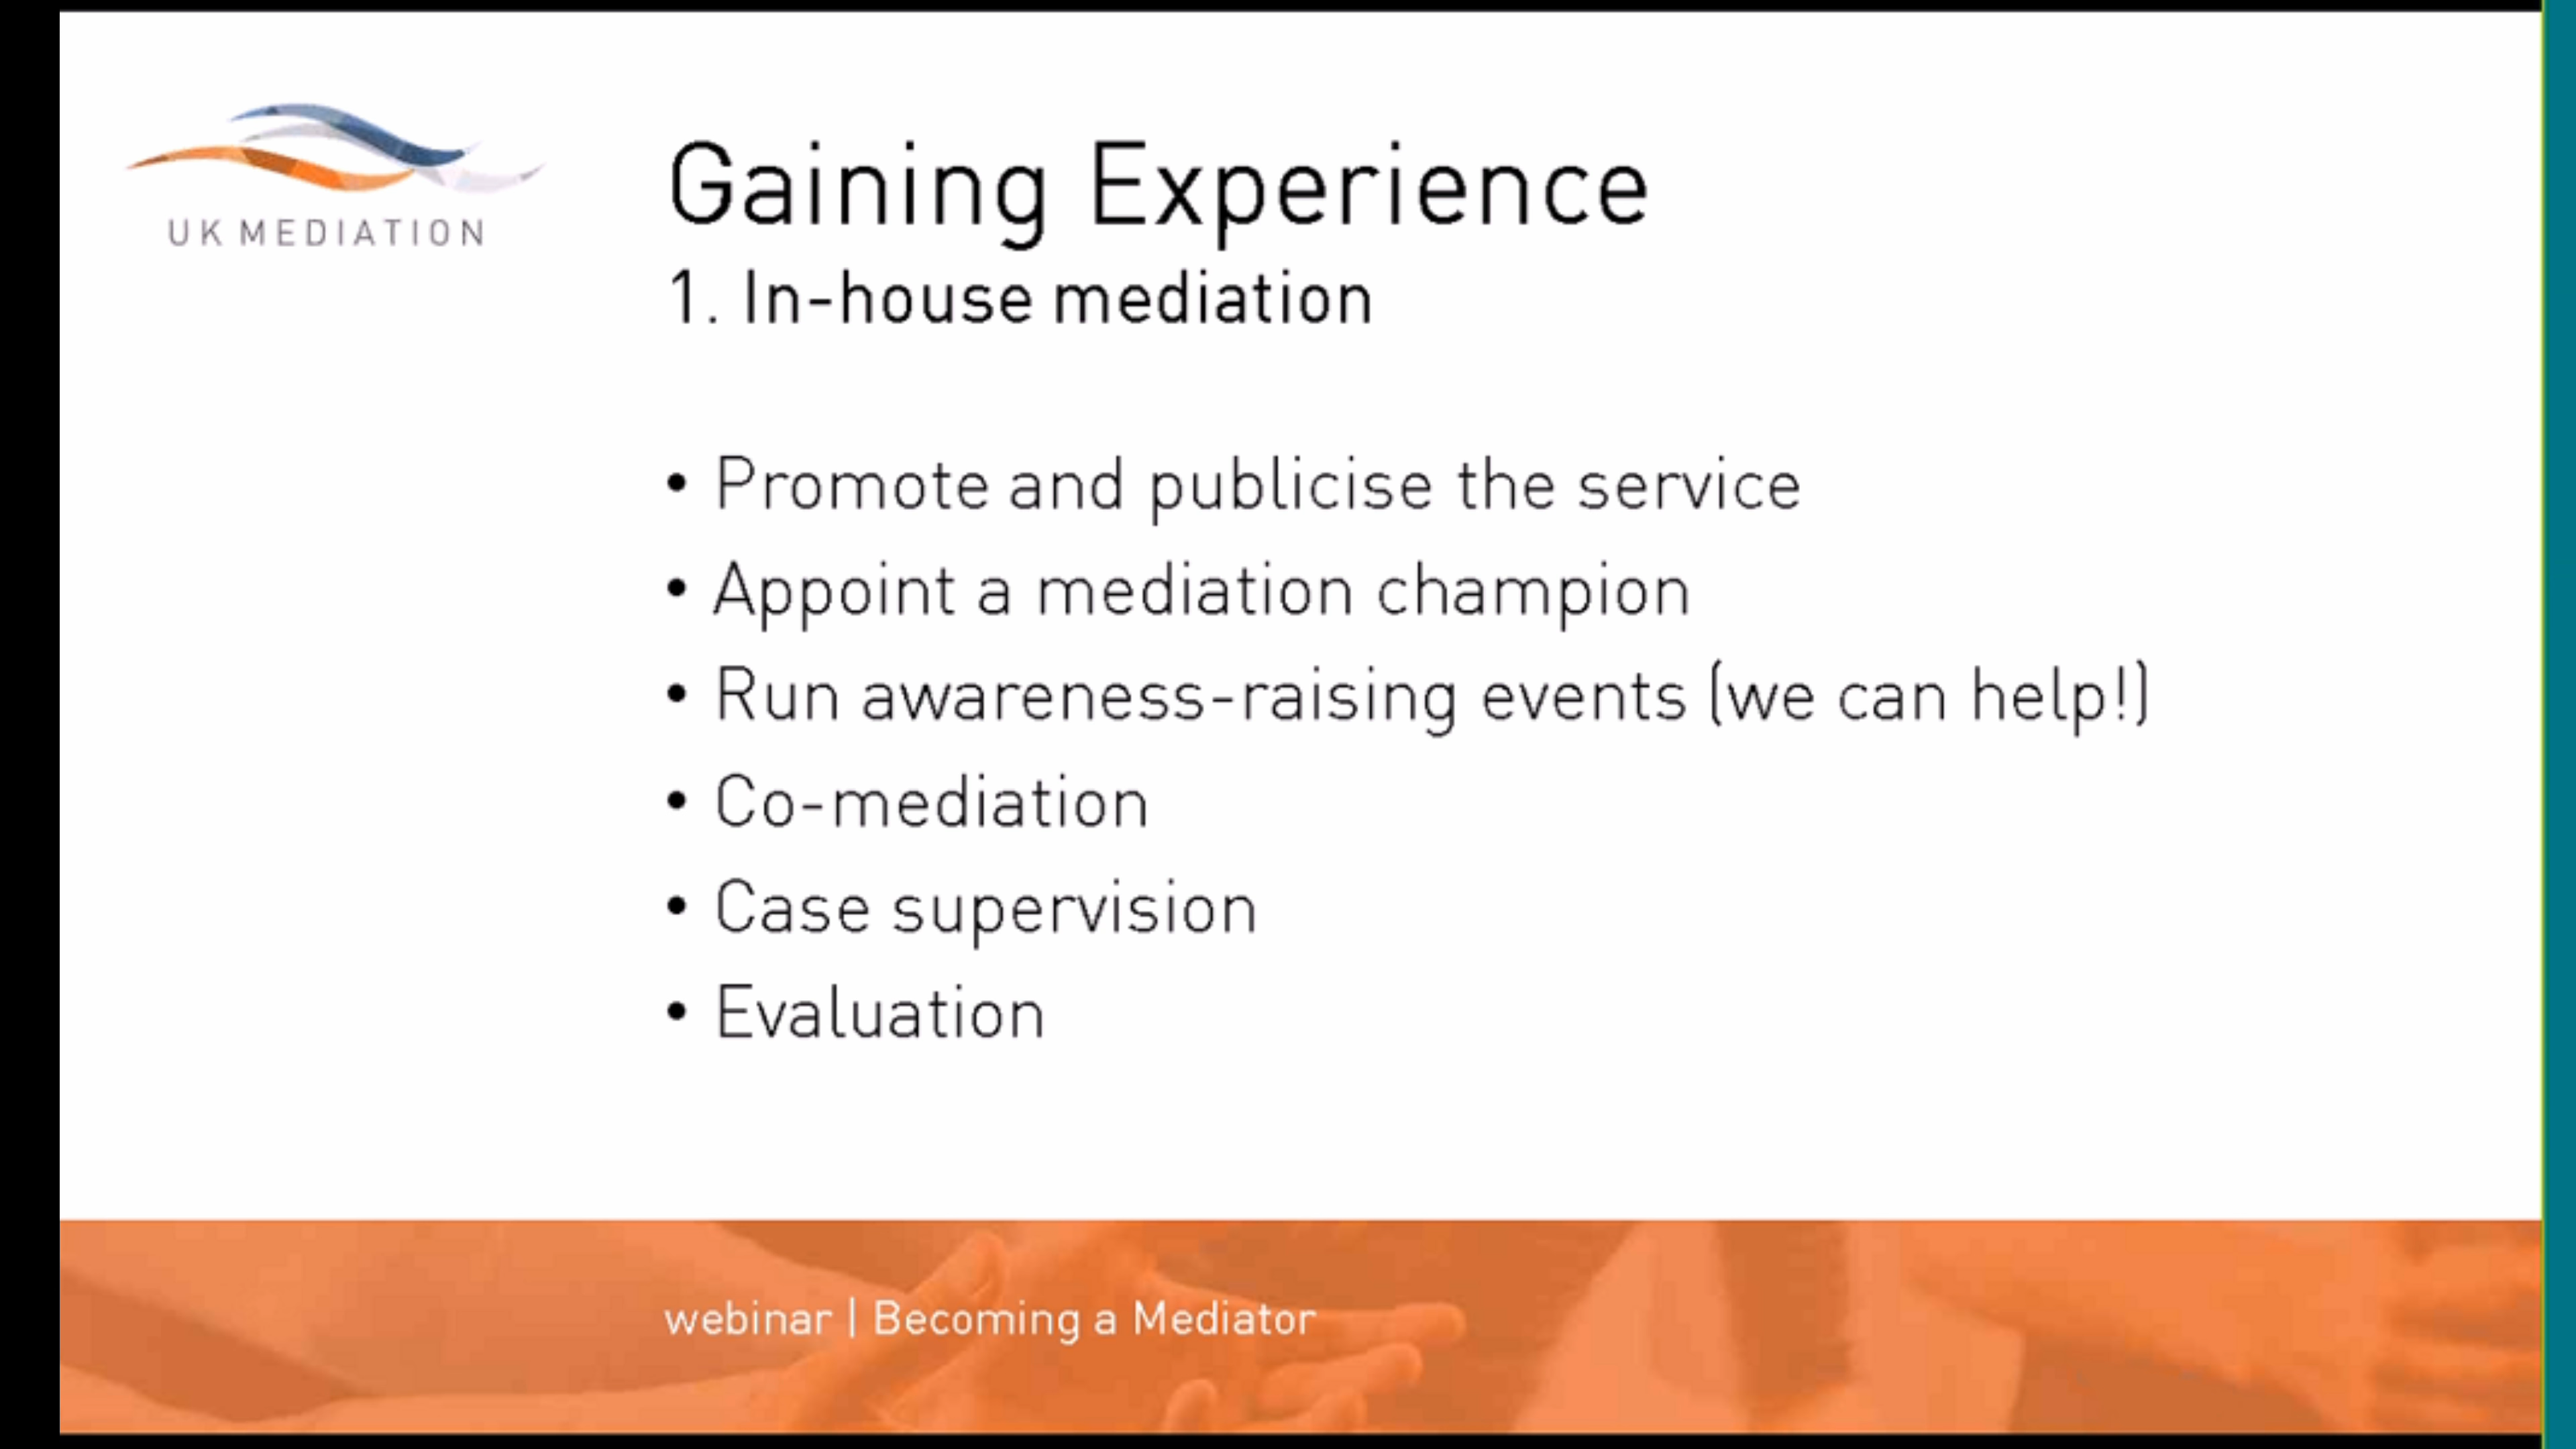 UK MEDIATION
Gaining Experience
1. In-house mediation
• Promote and publicise the service
• Appoint a mediation champion
• Run awareness-raising events (we can help!)
• Co-mediation
• Case supervision
• Evaluation
webinar | Becoming a Mediator